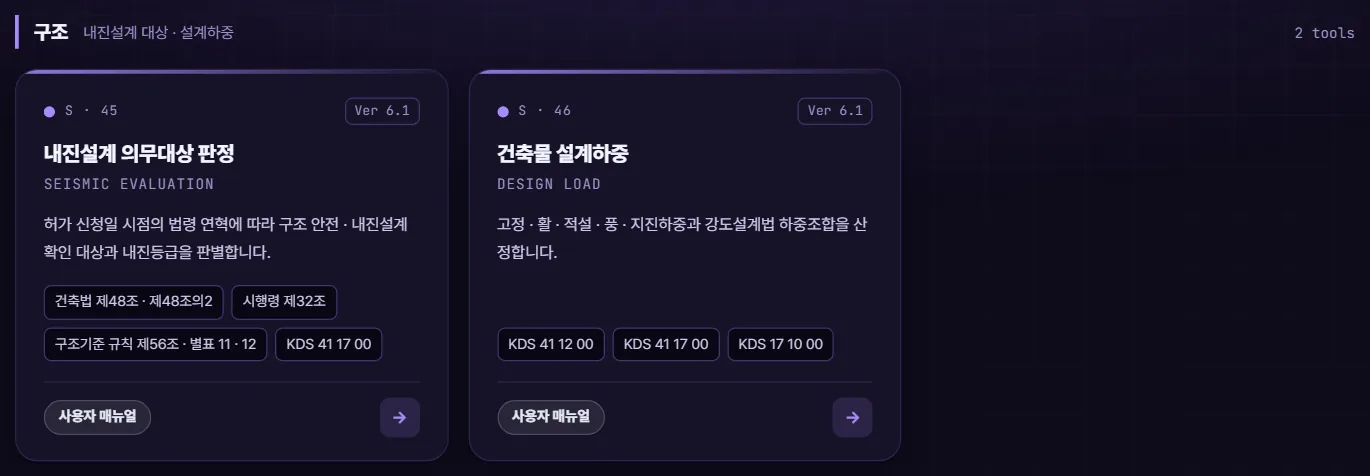 구조 내진설계 대상 · 설계하중
2 tools
S · 45
Ver 6.1
내진설계 의무대상 판정
SEISMIC EVALUATION
허가 신청일 시점의 법령 연혁에 따라 구조 안전 · 내진설계
확인 대상과 내진등급을 판별합니다.
건축법 제48조 · 제48조의2
시행령 제32조
구조기준 규칙 제56조 · 별표 11 · 12
KDS 41 17 00
사용자 매뉴얼
→
S · 46
Ver 6.1
건축물 설계하중
DESIGN LOAD
고정 · 활 · 적설 · 풍 · 지진하중과 강도설계법 하중조합을 산
정합니다.
KDS 41 12 00
KDS 41 17 00
KDS 17 10 00
사용자 매뉴얼
→